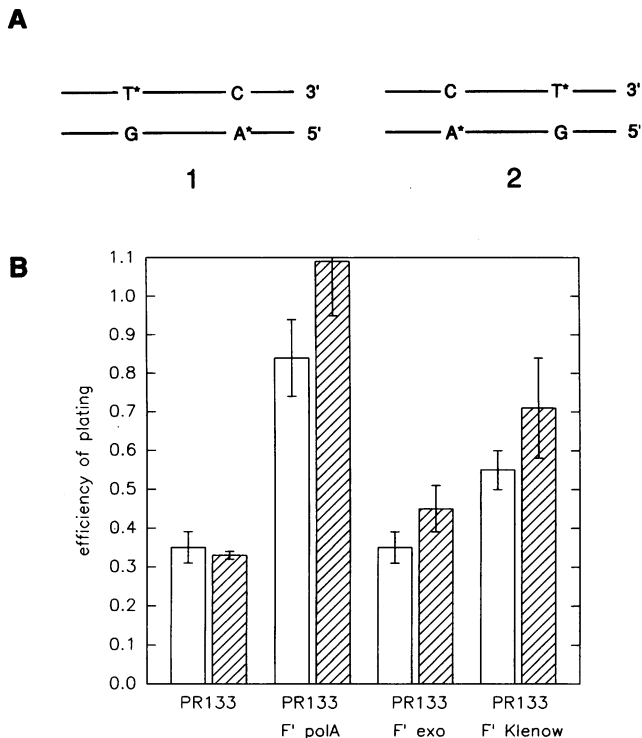 A
T* C 3'
G A* 5'
1
C T* 3'
A* G 5'
2
B
efficiency of plating
1.1
1.0
0.9
0.8
0.7
0.6
0.5
0.4
0.3
0.2
0.1
0.0
PR133
PR133
F' polA
PR133
F' exo
PR133
F' Klenow